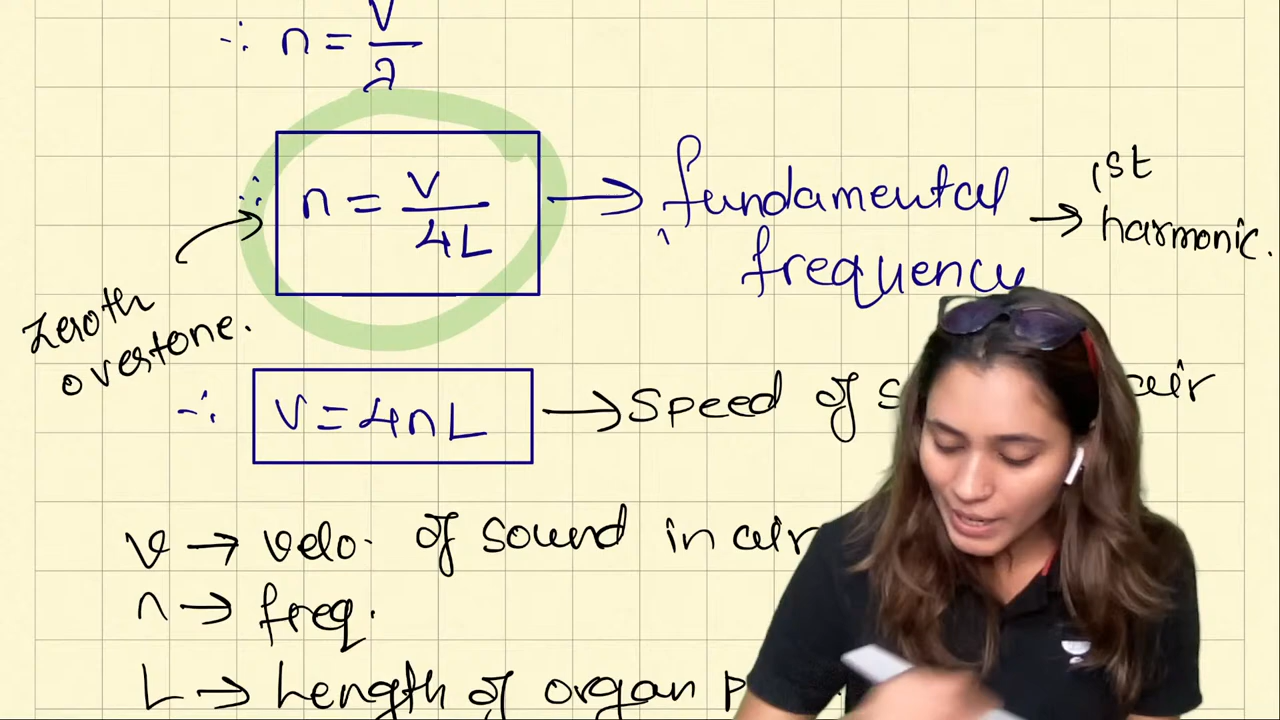 ∴ n = v/λ
∴ n = v/4L → fundamental frequency → 1st harmonic.
Zeroth overtone.
∴ v = 4nL → Speed of s air
v → velo. of sound in air
n → freq.
L → Length of organ p